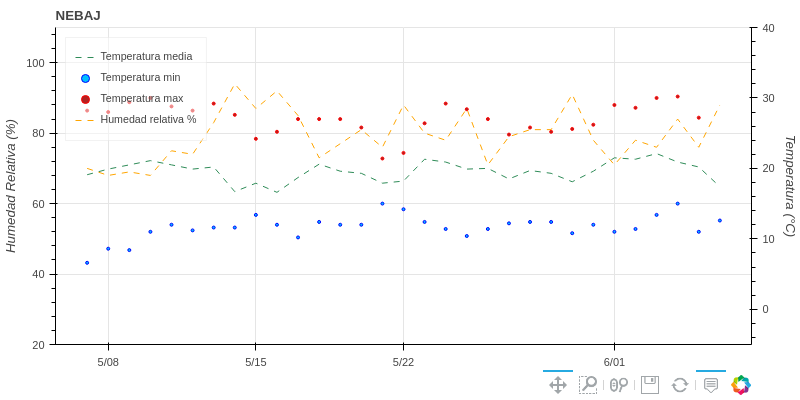 NEBAJ
Temperatura media
Temperatura min
Temperatura max
Humedad relativa %
Humedad Relativa (%)
100
80
60
40
20
40
30
20
10
0
Temperatura (°C)
5/08
5/15
5/22
6/01